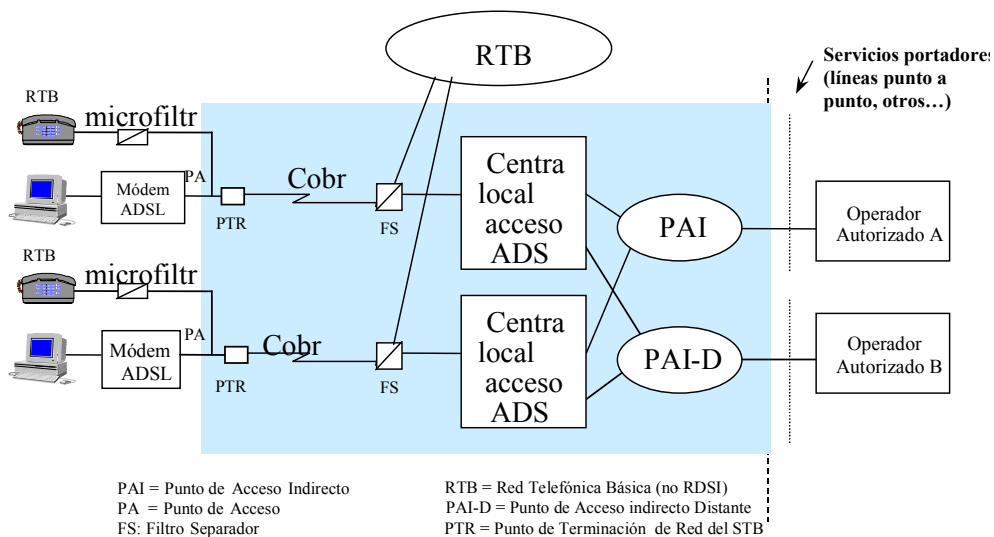 RTB
Servicios portadores
(líneas punto a
punto, otros…)
RTB
microfiltr
Módem
ADSL
PA
PTR
Cobr
FS
Centra
local
acceso
ADS
PAI
Operador
Autorizado A
RTB
microfiltr
Módem
ADSL
PA
PTR
Cobr
FS
Centra
local
acceso
ADS
PAI-D
Operador
Autorizado B
PAI = Punto de Acceso Indirecto
PA = Punto de Acceso
FS: Filtro Separador
RTB = Red Telefónica Básica (no RDSI)
PAI-D = Punto de Acceso indirecto Distante
PTR = Punto de Terminación de Red del STB